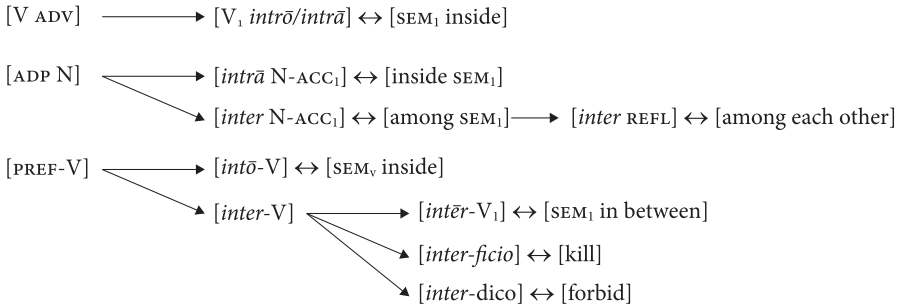 [V ADV] → [V₁ intrō/intrā] ↔ [SEM₁ inside]
[ADP N] → [intrā N-ACC₁] ↔ [inside SEM₁]
[inter N-ACC₁] ↔ [among SEM₁] → [inter REFL] ↔ [among each other]
[PREF-V] → [intō-V] ↔ [SEMᵥ inside]
[inter-V] → [intēr-V₁] ↔ [SEM₁ in between]
[inter-ficio] ↔ [kill]
[inter-dico] ↔ [forbid]